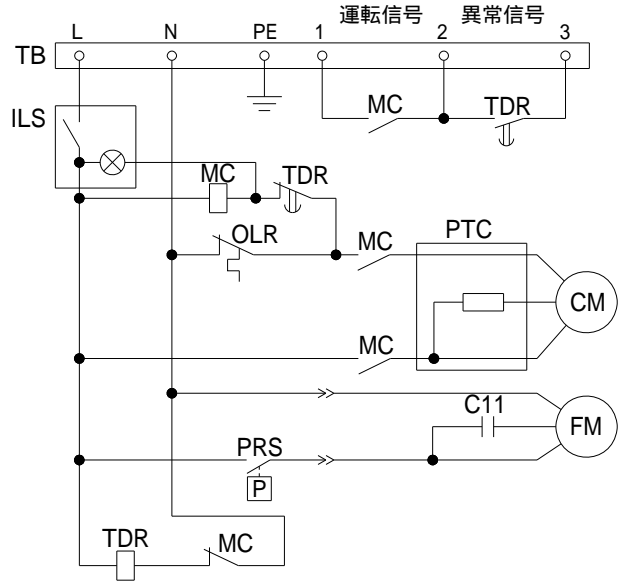 運転信号 異常信号
L N PE 1 2 3
TB
ILS
MC TDR
MC TDR
OLR
MC PTC
CM
MC
C11
FM
PRS
P
TDR MC